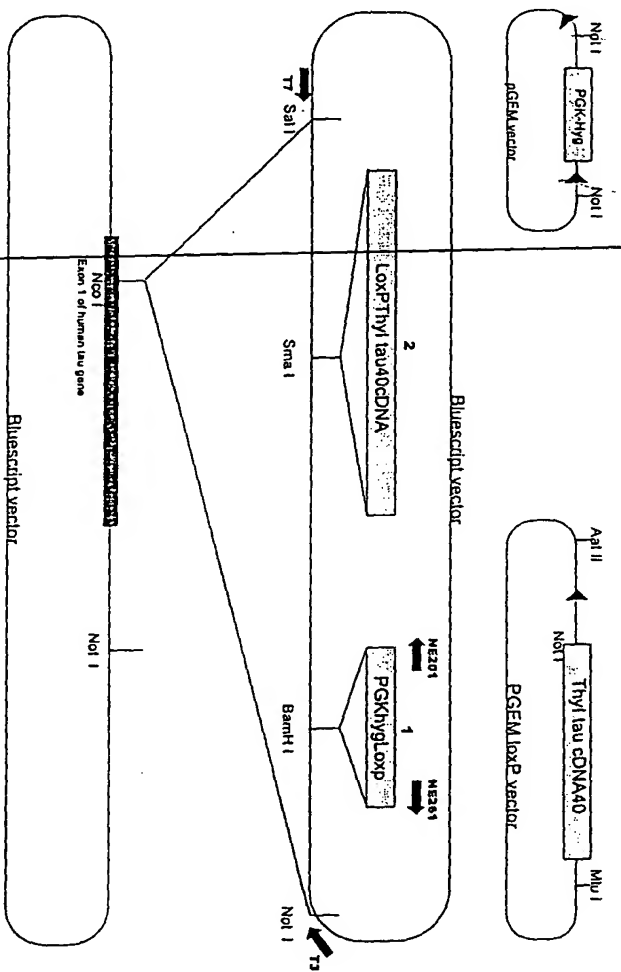 Not I
Not I
PGK-Hyg
pGEM vector
Aat II
Not I
Thyl tau cDNA40
Mlu I
PGEM loxP vector
Bluescript vector
2
LoxPThyl tau40cDNA
Sma I
1
PGKhygLoxp
NE201
NE261
BamH I
T7
Sal I
Not I
T3
Nco I
Exon 1 of human tau gene
Not I
Bluescript vector